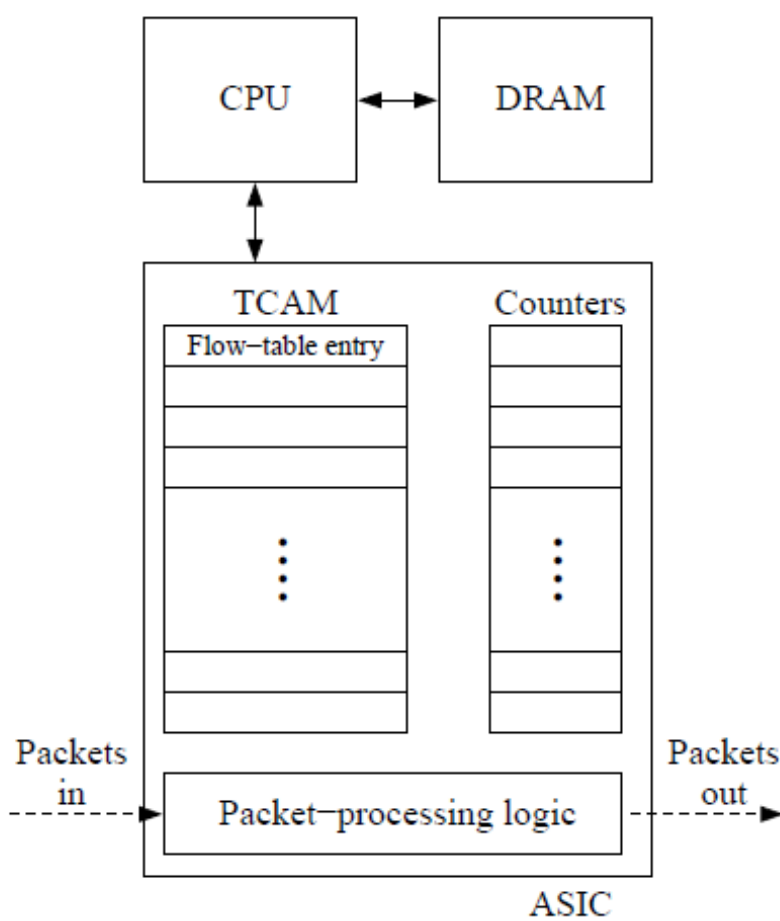 CPU
DRAM
TCAM
Counters
Flow−table entry
Packets
in
Packets
out
Packet−processing logic
ASIC